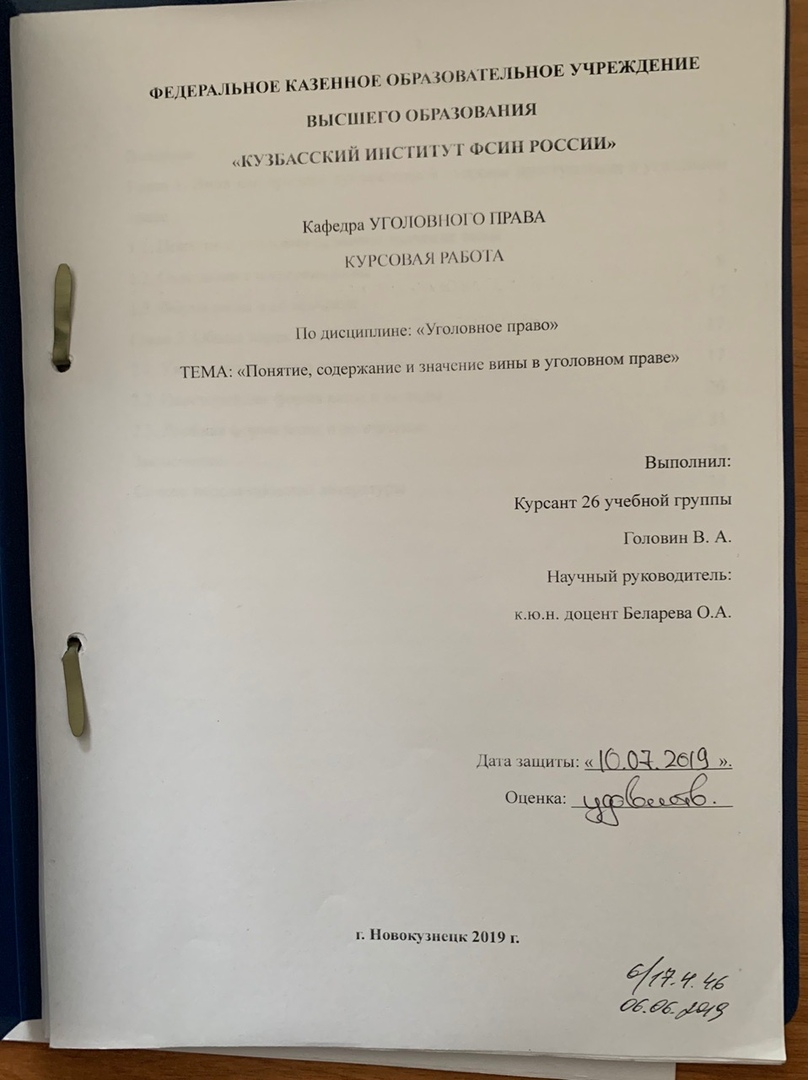 ФЕДЕРАЛЬНОЕ КАЗЕННОЕ ОБРАЗОВАТЕЛЬНОЕ УЧРЕЖДЕНИЕ
ВЫСШЕГО ОБРАЗОВАНИЯ
«КУЗБАССКИЙ ИНСТИТУТ ФСИН РОССИИ»
Кафедра УГОЛОВНОГО ПРАВА
КУРСОВАЯ РАБОТА
По дисциплине: «Уголовное право»
ТЕМА: «Понятие, содержание и значение вины в уголовном праве»
Выполнил:
Курсант 26 учебной группы
Головин В. А.
Научный руководитель:
к.ю.н. доцент Беларева О.А.
Дата защиты: «10.07.2019 ».
Оценка: удовлетв.
г. Новокузнецк 2019 г.
6/17.4.46
06.06.2019